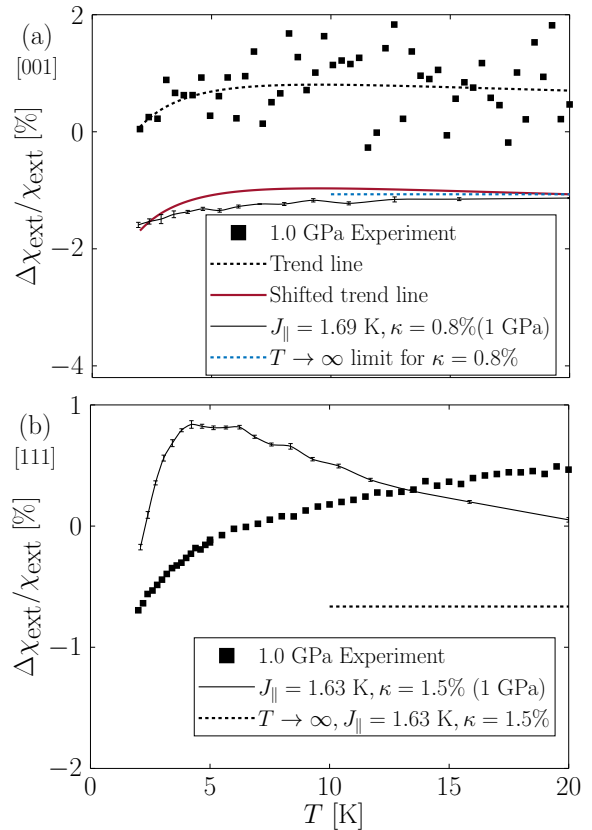 (a)
[001]
Δχext/χext [%]
2
0
−2
−4
1.0 GPa Experiment
Trend line
Shifted trend line
J∥ = 1.69 K, κ = 0.8%(1 GPa)
T → ∞ limit for κ = 0.8%
(b)
[111]
Δχext/χext [%]
1
0
−1
−2
1.0 GPa Experiment
J∥ = 1.63 K, κ = 1.5% (1 GPa)
T → ∞, J∥ = 1.63 K, κ = 1.5%
0 5 10 15 20
T [K]